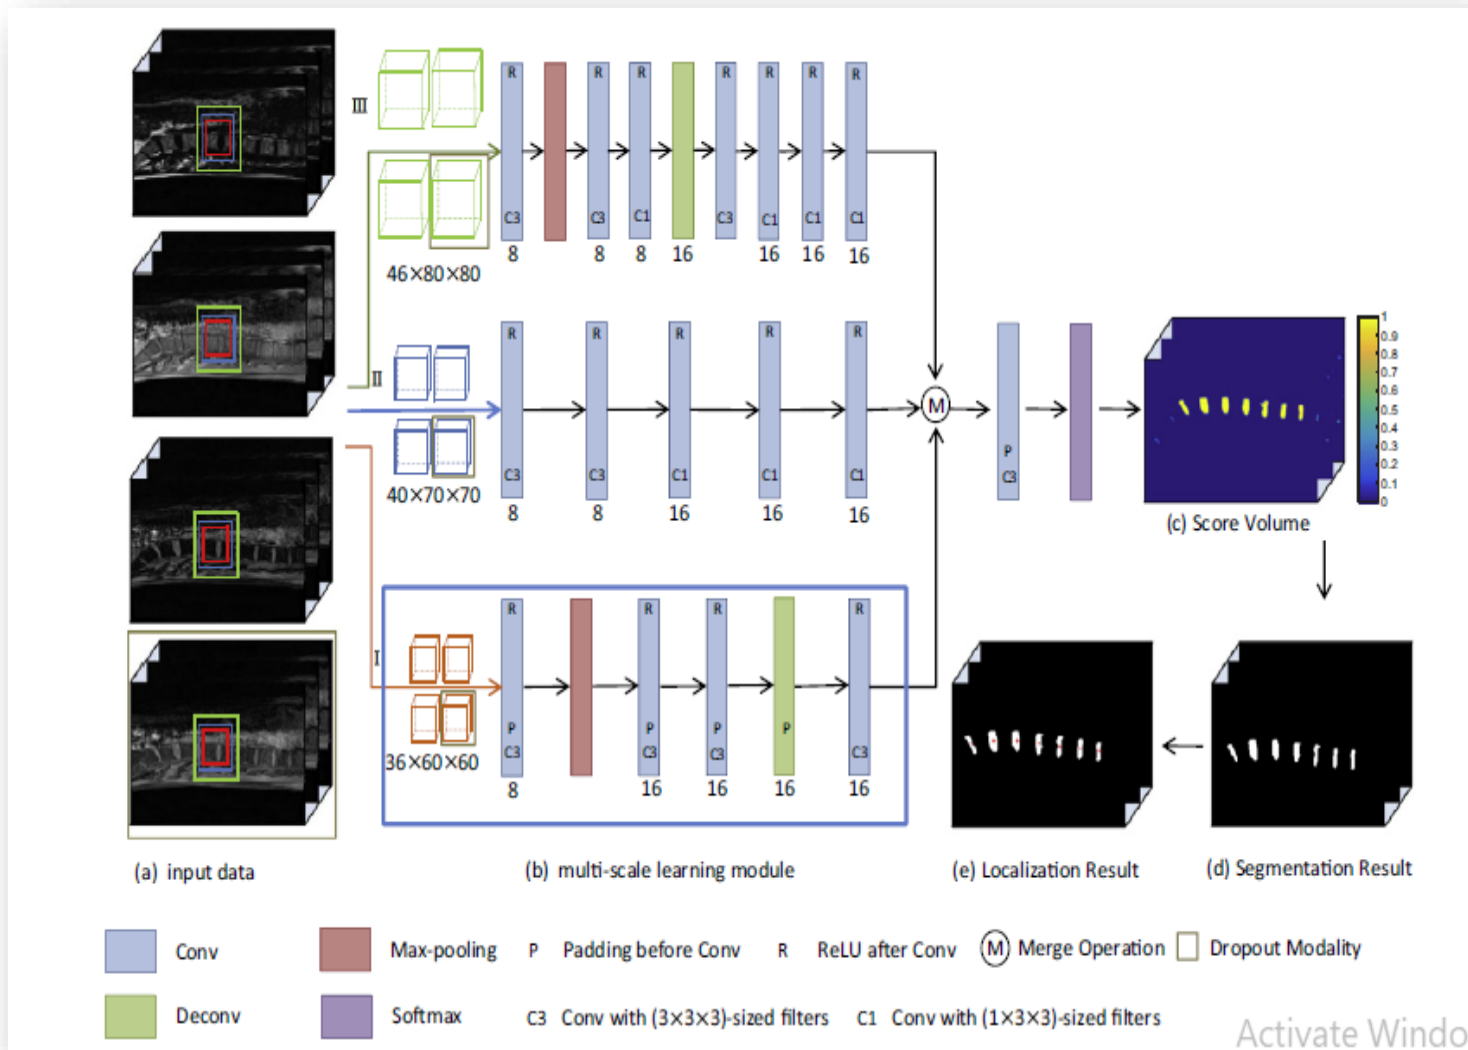 III
R R R R R R R
C3 C3 C1 C3 C1 C1 C1
8 8 8 16 16 16 16
46×80×80
II
R R R R R
C3 C3 C1 C1 C1
8 8 16 16 16
40×70×70
M
P
C3
1
0.9
0.8
0.7
0.6
0.5
0.4
0.3
0.2
0.1
0
(c) Score Volume
I
R R R R
P P P P
C3 C3 C3 C3
8 16 16 16 16
36×60×60
(a) input data
(b) multi-scale learning module
(e) Localization Result
(d) Segmentation Result
Conv
Max-pooling
P Padding before Conv
R ReLU after Conv
M Merge Operation
Dropout Modality
Deconv
Softmax
C3 Conv with (3×3×3)-sized filters
C1 Conv with (1×3×3)-sized filters
Activate Windo